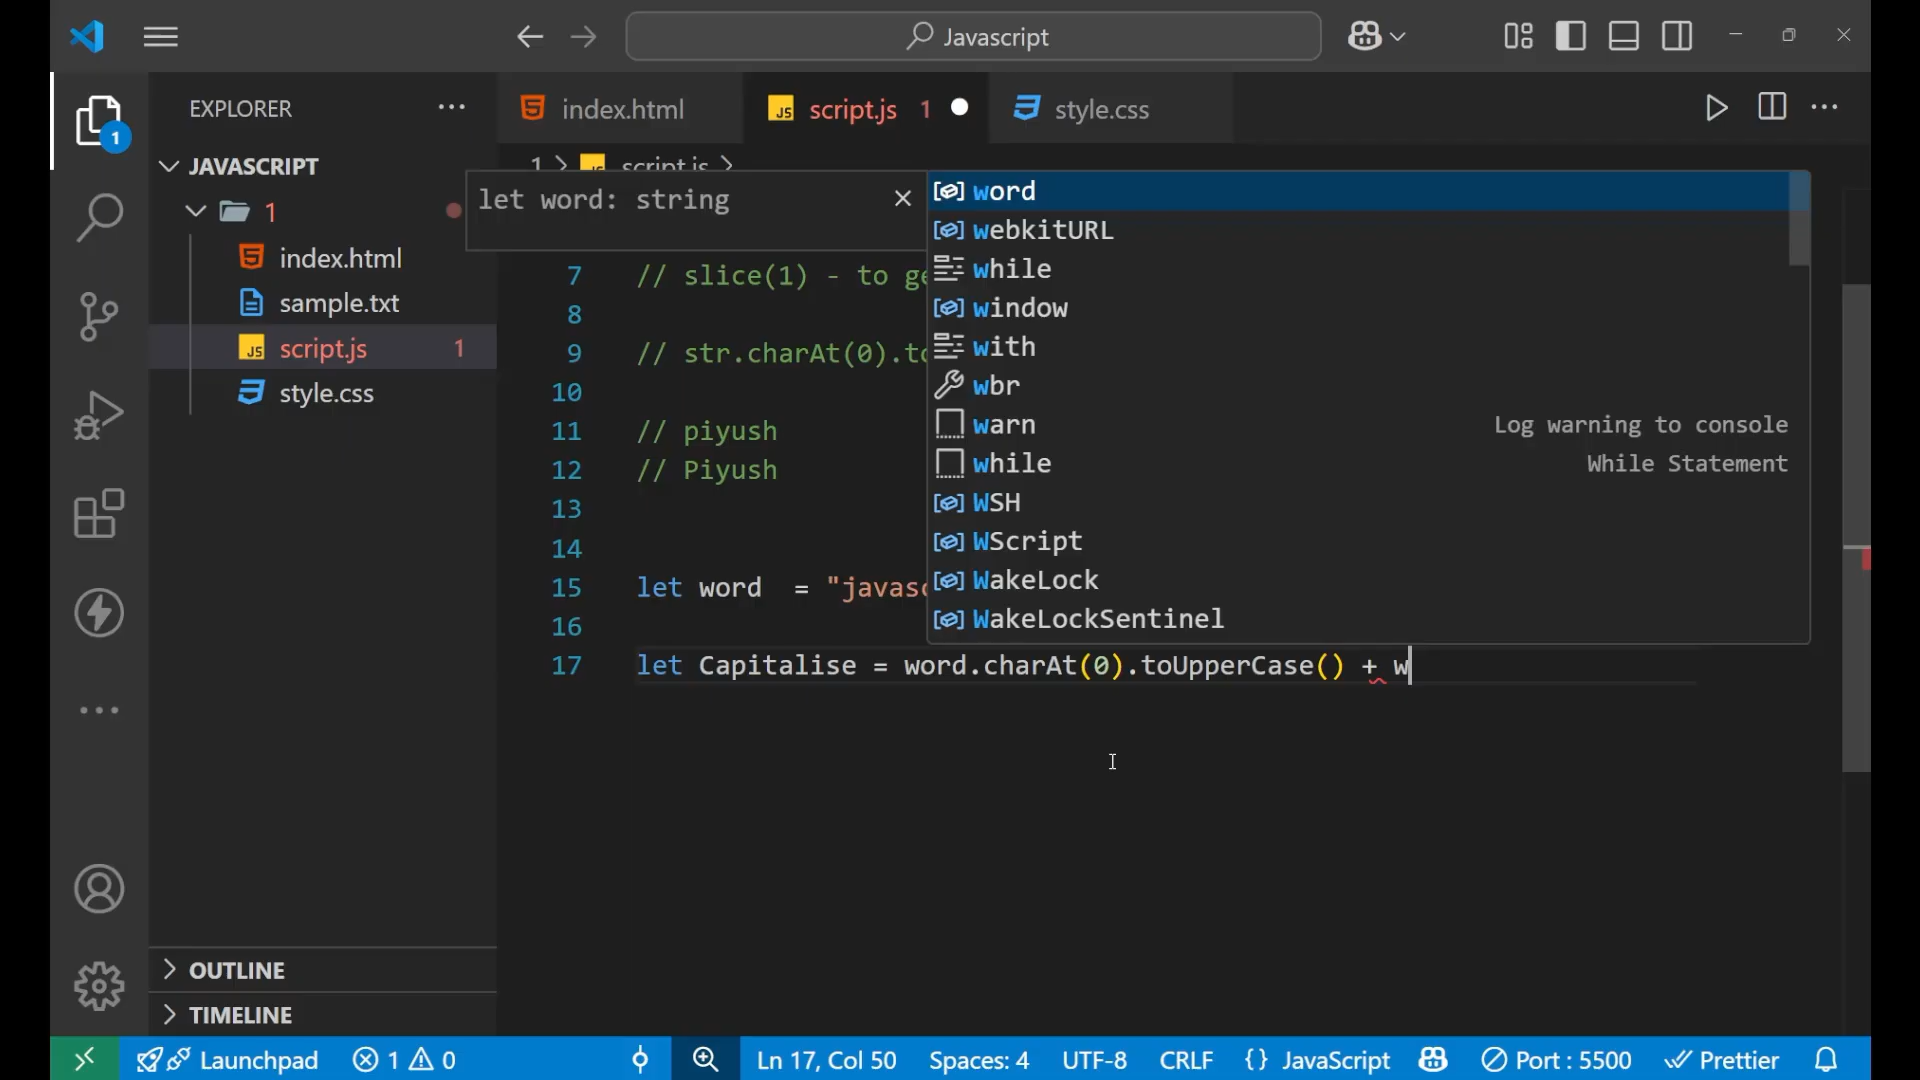 Javascript
EXPLORER
index.html
script.js 1
style.css
JAVASCRIPT
1 > script.js >
1
let word: string
word
webkitURL
while
window
with
wbr
warn Log warning to console
while While Statement
WSH
WScript
WakeLock
WakeLockSentinel
index.html
sample.txt
script.js 1
style.css
7 // slice(1) - to ge
8
9 // str.charAt(0).to
10
11 // piyush
12 // Piyush
13
14
15 let word = "javasc
16
17 let Capitalise = word.charAt(0).toUpperCase() + w
OUTLINE
TIMELINE
Launchpad 1 0 Ln 17, Col 50 Spaces: 4 UTF-8 CRLF {} JavaScript Port : 5500 Prettier